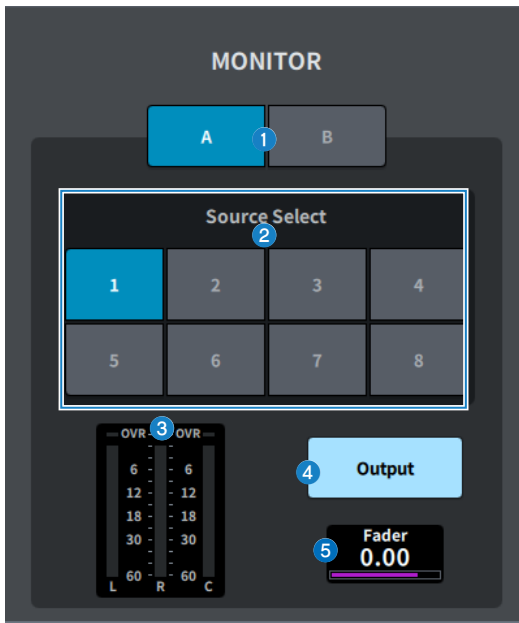 MONITOR
A 1 B
Source Select
2
1 2 3 4
5 6 7 8
OVR 3 OVR
6 6
12 12
18 18
30 30
60 60
L R C
4 Output
5 Fader
0.00